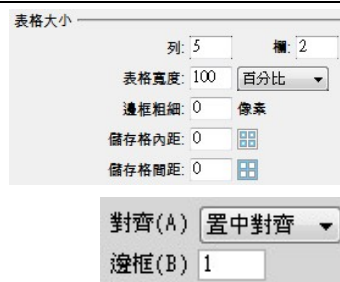 表格大小
列: 5 欄: 2
表格寬度: 100 百分比
邊框粗細: 0 像素
儲存格內距: 0
儲存格間距: 0
對齊(A) 置中對齊
邊框(B) 1